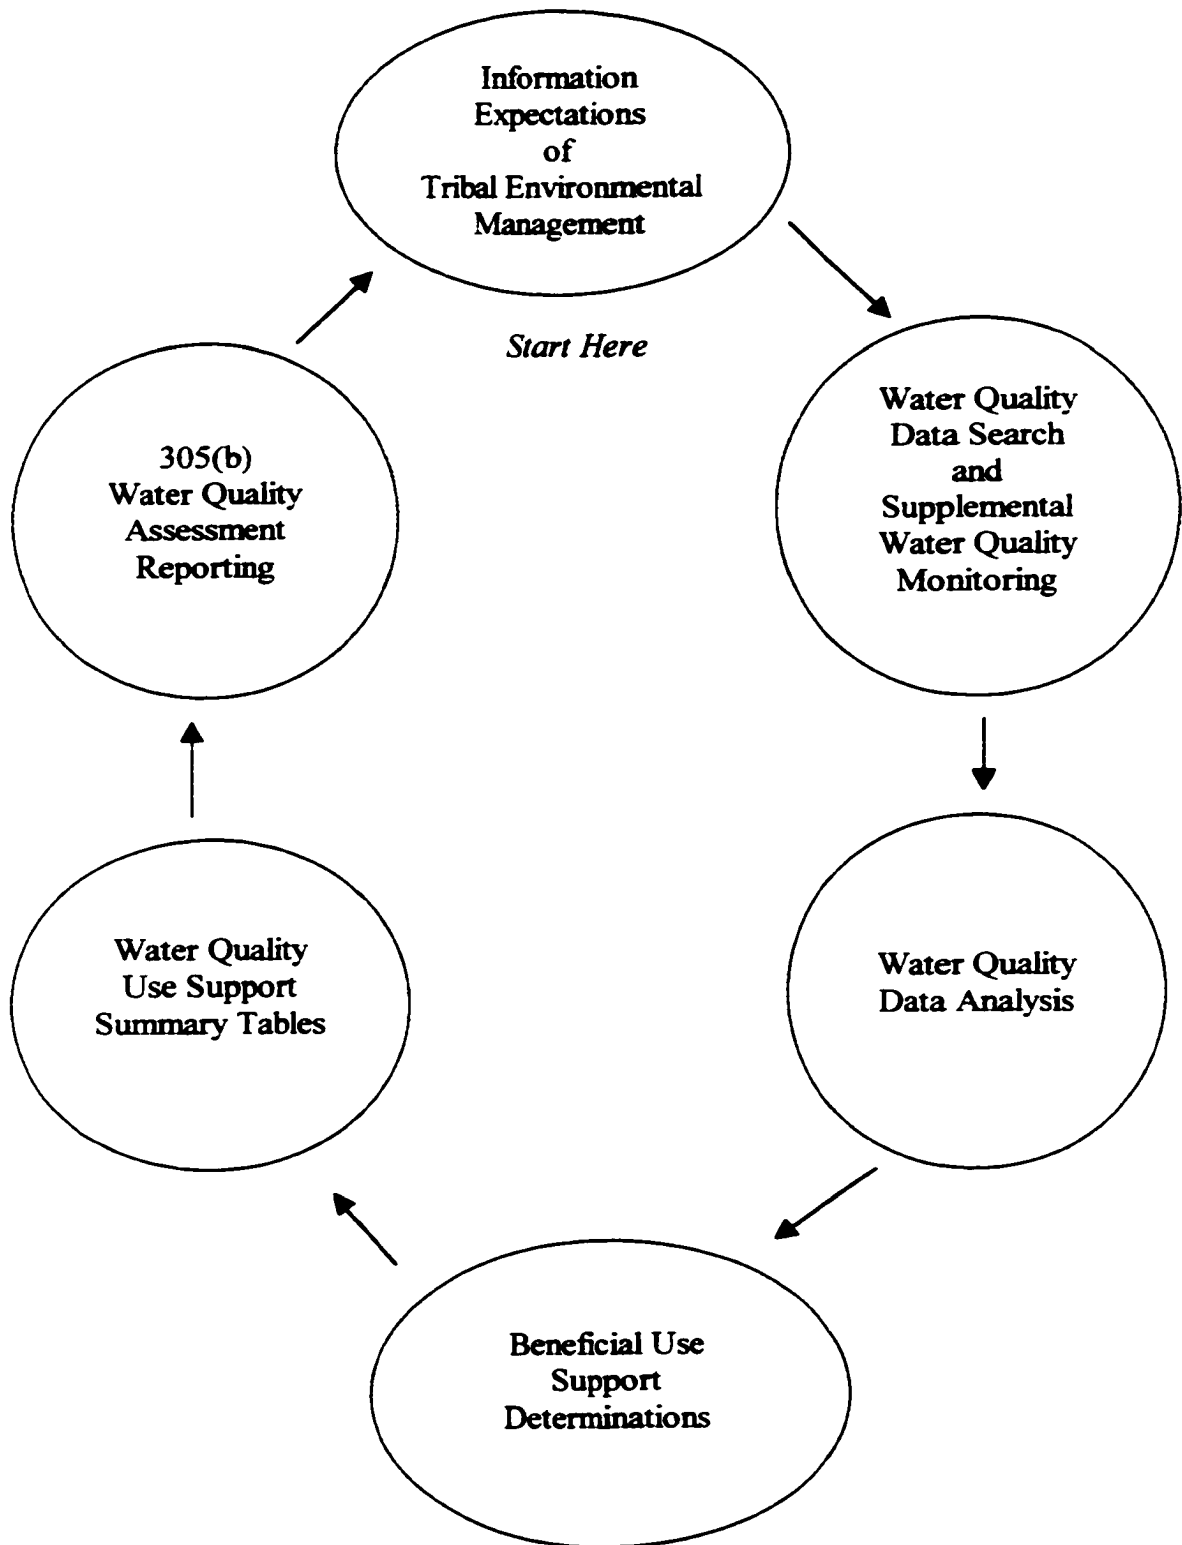 Information
Expectations
of
Tribal Environmental
Management
Start Here
Water Quality
Data Search
and
Supplemental
Water Quality
Monitoring
Water Quality
Data Analysis
Beneficial Use
Support
Determinations
Water Quality
Use Support
Summary Tables
305(b)
Water Quality
Assessment
Reporting